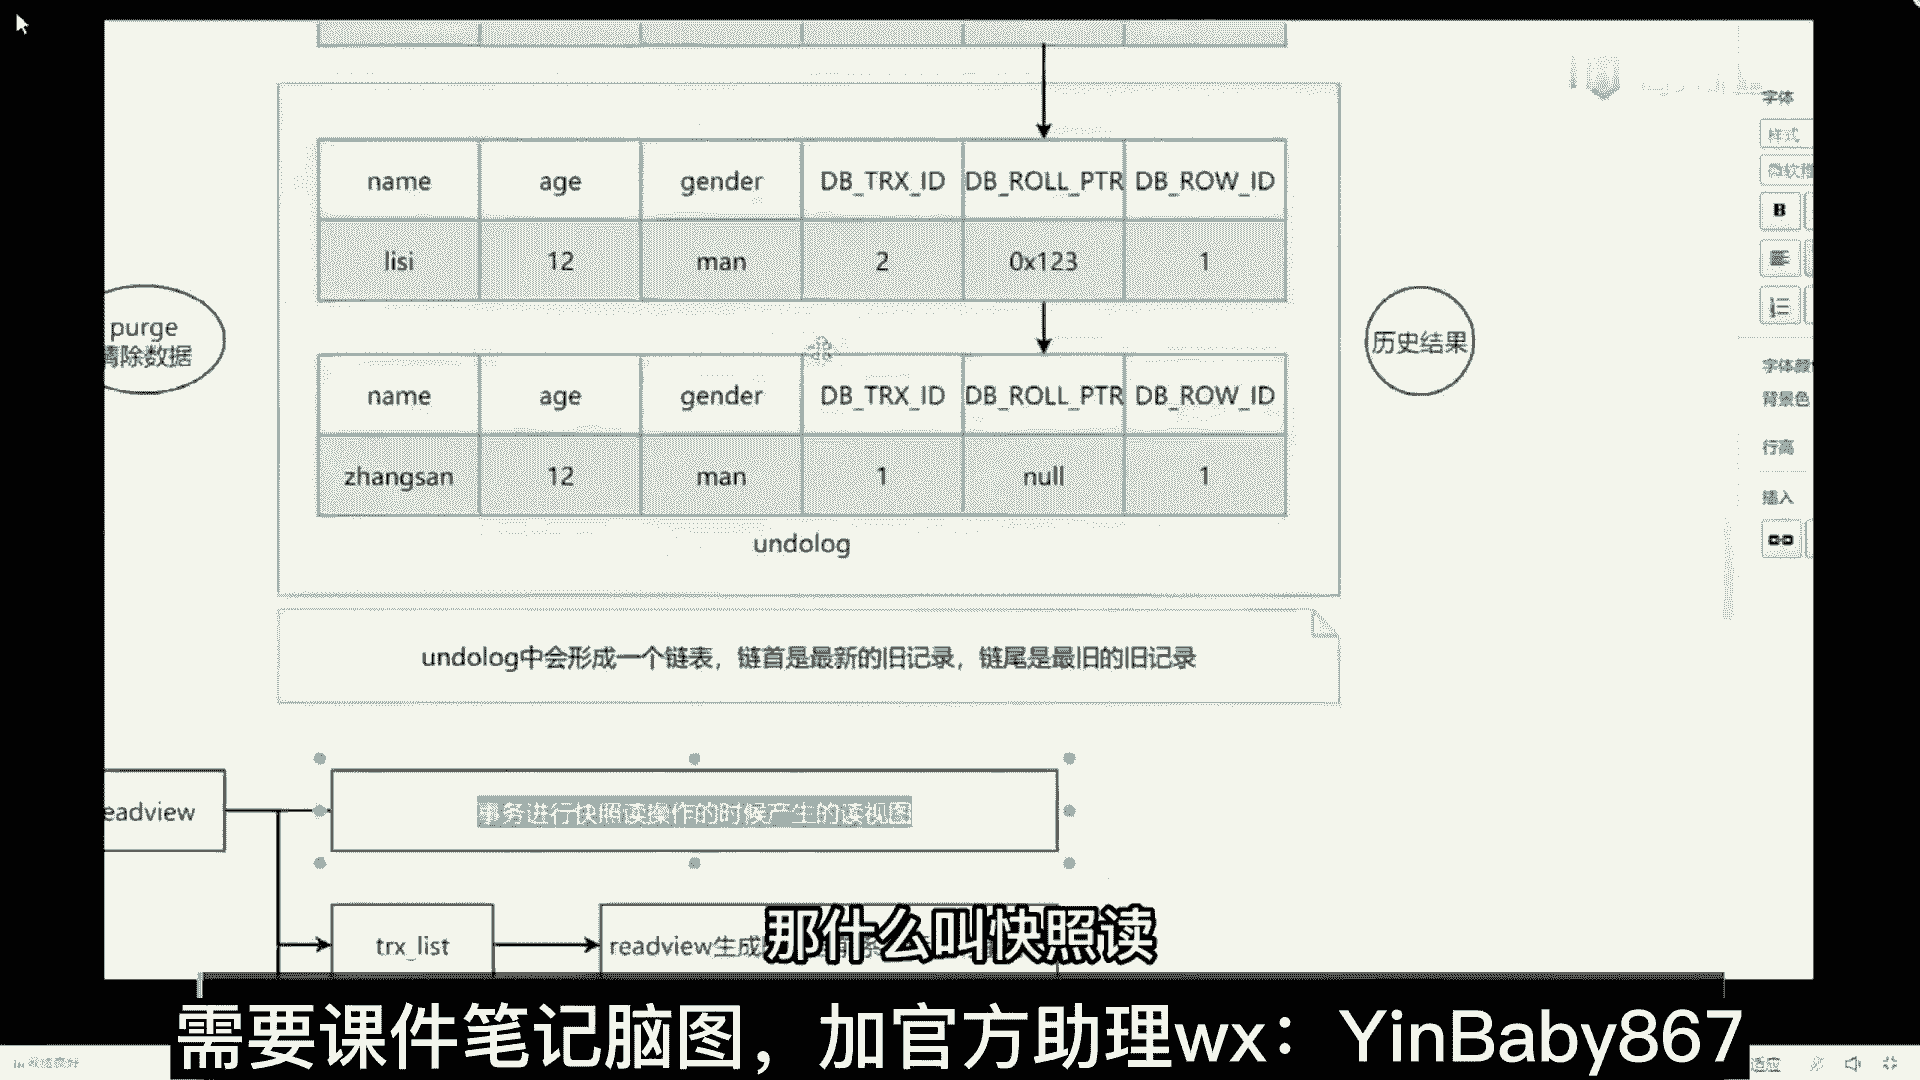 字体
样式
name age gender DB_TRX_ID DB_ROLL_PTR DB_ROW_ID
B
lisi 12 man 2 0x123 1
purge
清除数据
历史结果
字体颜
name age gender DB_TRX_ID DB_ROLL_PTR DB_ROW_ID
背景色
行高
zhangsan 12 man 1 null 1
插入
undolog
undolog中会形成一个链表，链首是最新的旧记录，链尾是最旧的旧记录
eadview
事务进行快照读操作的时候产生的读视图
trx_list
readview生成
那什么叫快照读
需要课件笔记脑图，加官方助理wx：YinBaby867
适应